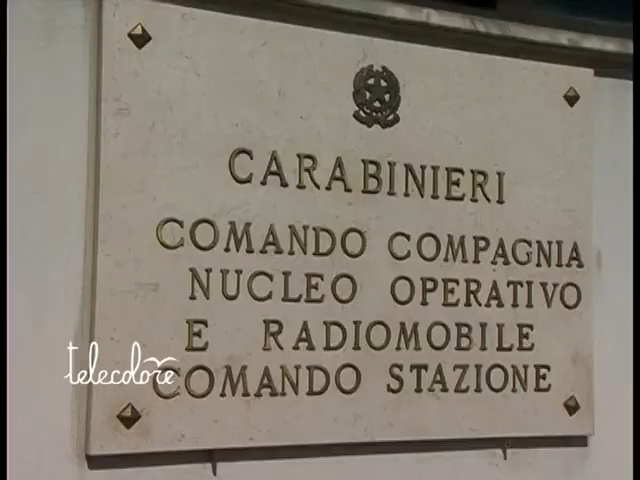 CARABINIERI
COMANDO COMPAGNIA
NUCLEO OPERATIVO
E RADIOMOBILE
COMANDO STAZIONE
telecolore